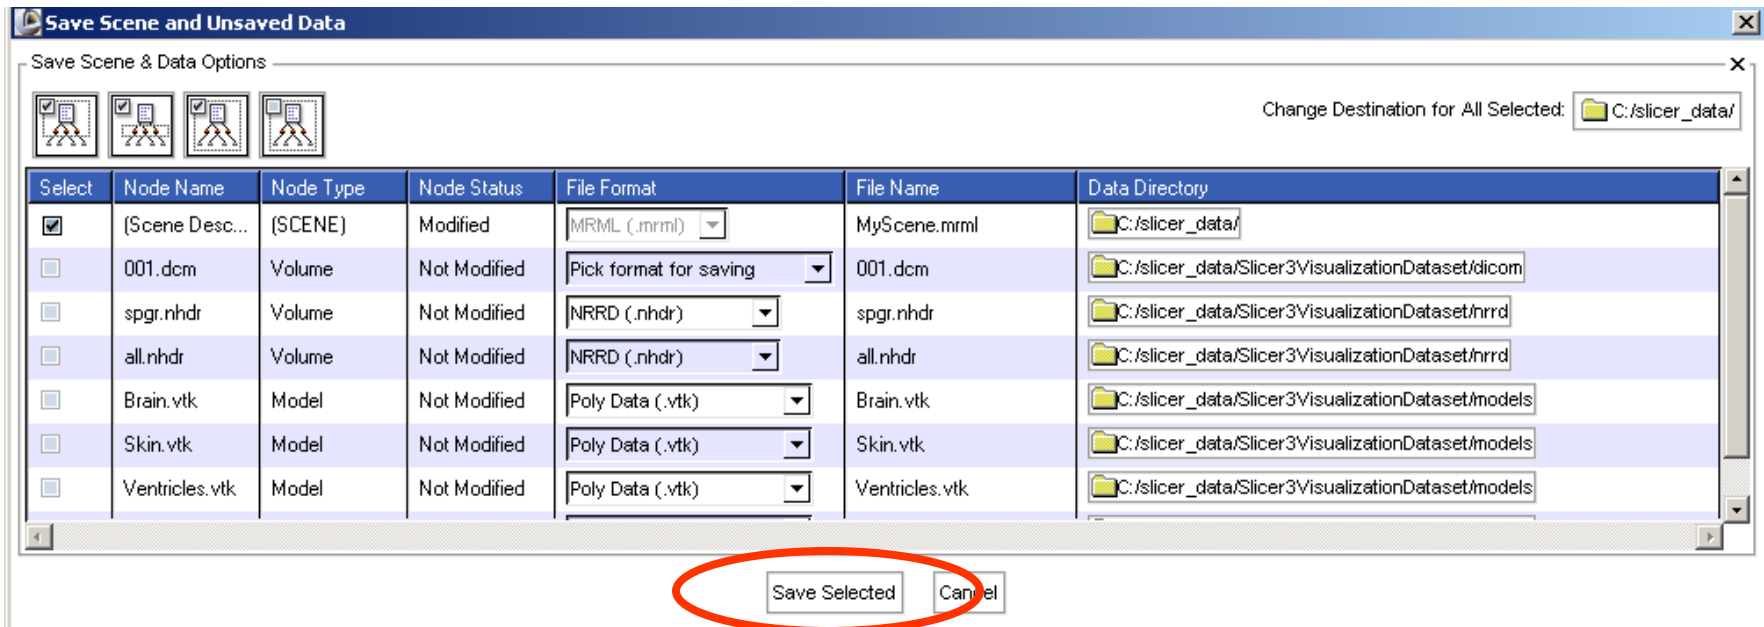 Save Scene and Unsaved Data
Save Scene & Data Options
Change Destination for All Selected: C:/slicer_data/
Select Node Name Node Type Node Status File Format File Name Data Directory
(Scene Desc... (SCENE) Modified MRML (.mrml) MyScene.mrml C:/slicer_data/
001.dcm Volume Not Modified Pick format for saving 001.dcm C:/slicer_data/Slicer3VisualizationDataset/dicom
spgr.nhdr Volume Not Modified NRRD (.nhdr) spgr.nhdr C:/slicer_data/Slicer3VisualizationDataset/nrrd
all.nhdr Volume Not Modified NRRD (.nhdr) all.nhdr C:/slicer_data/Slicer3VisualizationDataset/nrrd
Brain.vtk Model Not Modified Poly Data (.vtk) Brain.vtk C:/slicer_data/Slicer3VisualizationDataset/models
Skin.vtk Model Not Modified Poly Data (.vtk) Skin.vtk C:/slicer_data/Slicer3VisualizationDataset/models
Ventricles.vtk Model Not Modified Poly Data (.vtk) Ventricles.vtk C:/slicer_data/Slicer3VisualizationDataset/models
Save Selected Cancel